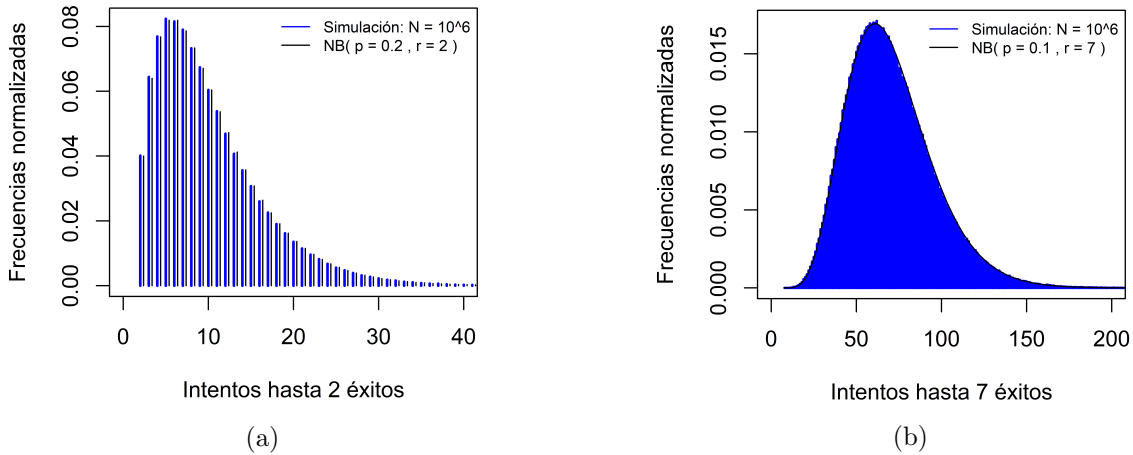 Frecuencias normalizadas
0.00 0.02 0.04 0.06 0.08
Simulación: N = 10^6
NB( p = 0.2 , r = 2 )
0 10 20 30 40
Intentos hasta 2 éxitos
(a)
Frecuencias normalizadas
0.000 0.005 0.010 0.015
Simulación: N = 10^6
NB( p = 0.1 , r = 7 )
0 50 100 150 200
Intentos hasta 7 éxitos
(b)